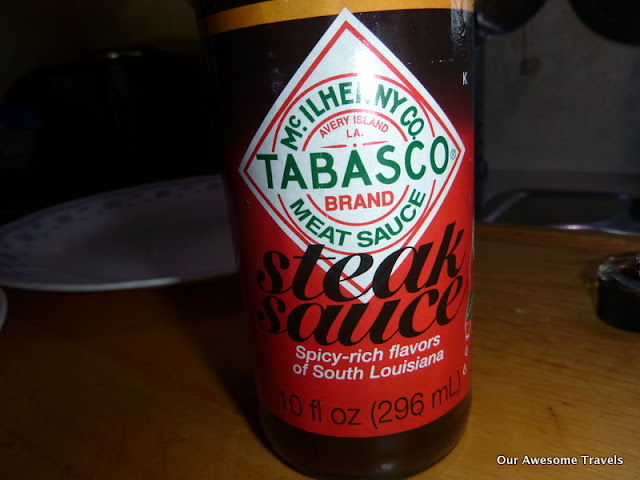 K
McILHENNY CO.
AVERY ISLAND
LA.
TABASCO®
BRAND
MEAT SAUCE
steak
sauce
Spicy-rich flavors
of South Louisiana
10 fl oz (296 mL)
Our Awesome Travels